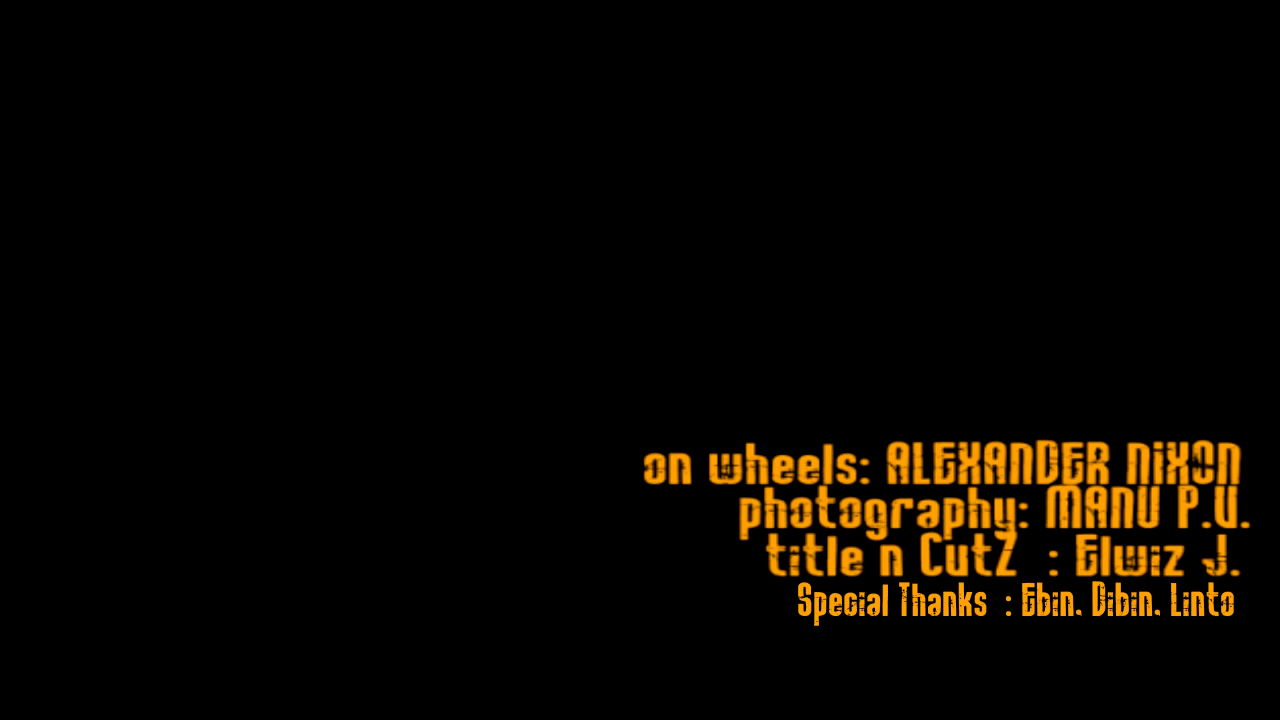 on wheels: ALEXANDER NiXON
photography: MANU P.V.
title n CutZ : Elwiz J.
Special Thanks : Ebin. Dibin. Linto